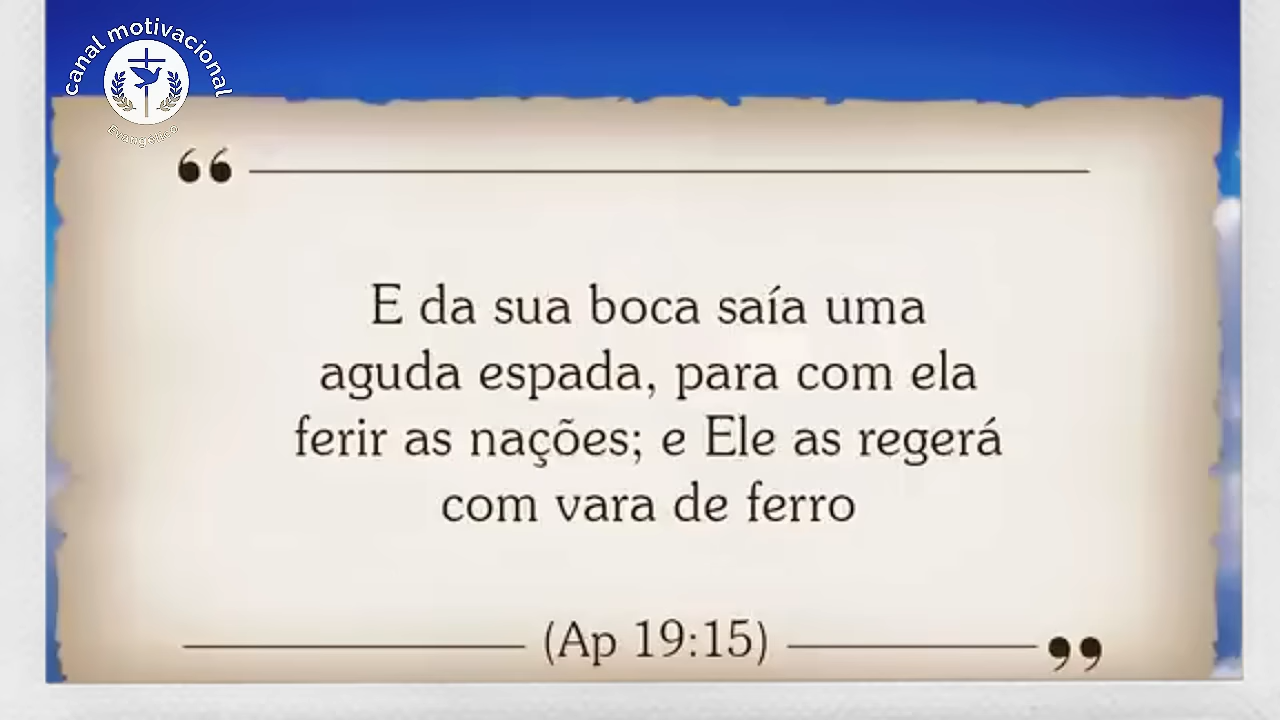 canal motivacional
Evangélico
“
E da sua boca saía uma
aguda espada, para com ela
ferir as nações; e Ele as regerá
com vara de ferro
(Ap 19:15)
”